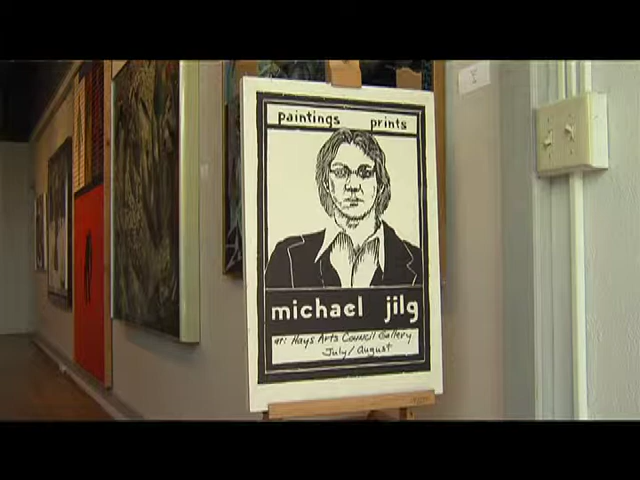 paintings prints
michael jilg
at: Hays Arts Council Gallery
July/August